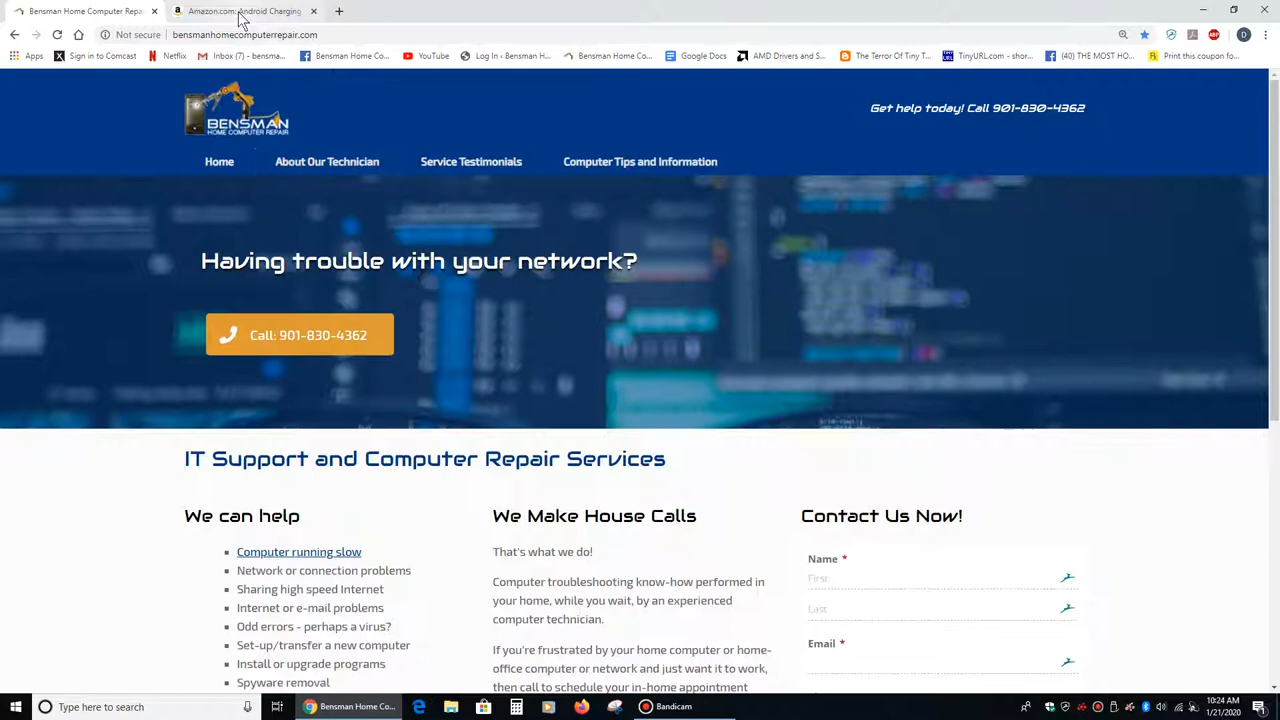 Bensman Home Computer Repai
Amazon.com: Android Charging
Not secure
bensmanhomecomputerrepair.com
D
Apps
Sign in to Comcast
Netflix
Inbox (7) - bensma...
Bensman Home Co...
YouTube
Log In ‹ Bensman H...
Bensman Home Co...
Google Docs
AMD Drivers and S...
The Terror Of Tiny T...
TinyURL.com - shor...
(40) THE MOST HO...
Print this coupon fo...
BENSMAN
HOME COMPUTER REPAIR
Get help today! Call 901-830-4362
Home
About Our Technician
Service Testimonials
Computer Tips and Information
Having trouble with your network?
Call: 901-830-4362
IT Support and Computer Repair Services
We can help
Computer running slow
Network or connection problems
Sharing high speed Internet
Internet or e-mail problems
Odd errors - perhaps a virus?
Set-up/transfer a new computer
Install or upgrade programs
Spyware removal
We Make House Calls
That's what we do!
Computer troubleshooting know-how performed in
your home, while you wait, by an experienced
computer technician.
If you're frustrated by your home computer or home-
office computer or network and just want it to work,
then call to schedule your in-home appointment
Contact Us Now!
Name *
First
Last
Email *
Type here to search
Bensman Home Co...
Bandicam
10:24 AM
1/21/2020